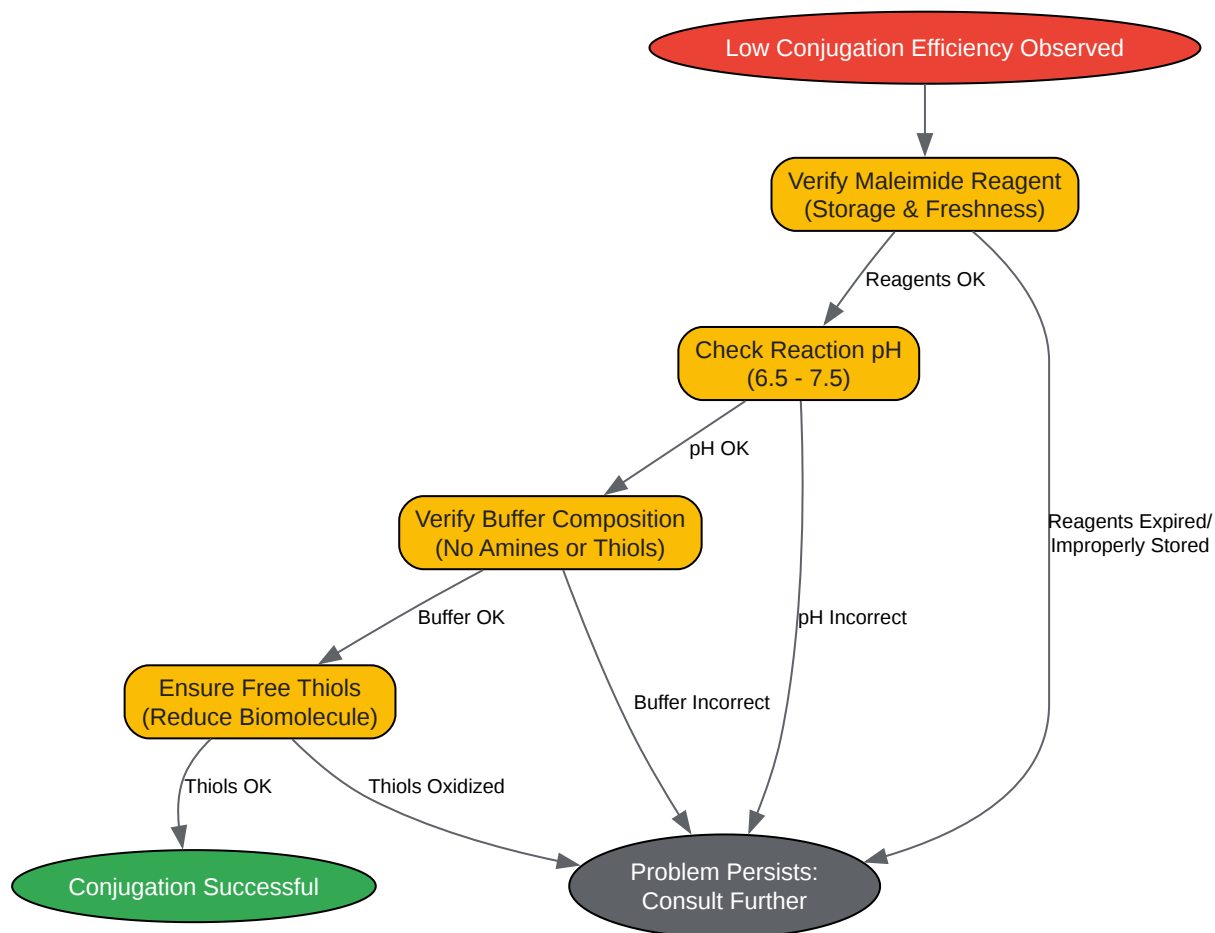 Low Conjugation Efficiency Observed
Verify Maleimide Reagent
(Storage & Freshness)
Reagents OK
Check Reaction pH
(6.5 - 7.5)
pH OK
Verify Buffer Composition
(No Amines or Thiols)
Reagents Expired/
Improperly Stored
Buffer OK
pH Incorrect
Ensure Free Thiols
(Reduce Biomolecule)
Buffer Incorrect
Thiols OK
Thiols Oxidized
Conjugation Successful
Problem Persists:
Consult Further